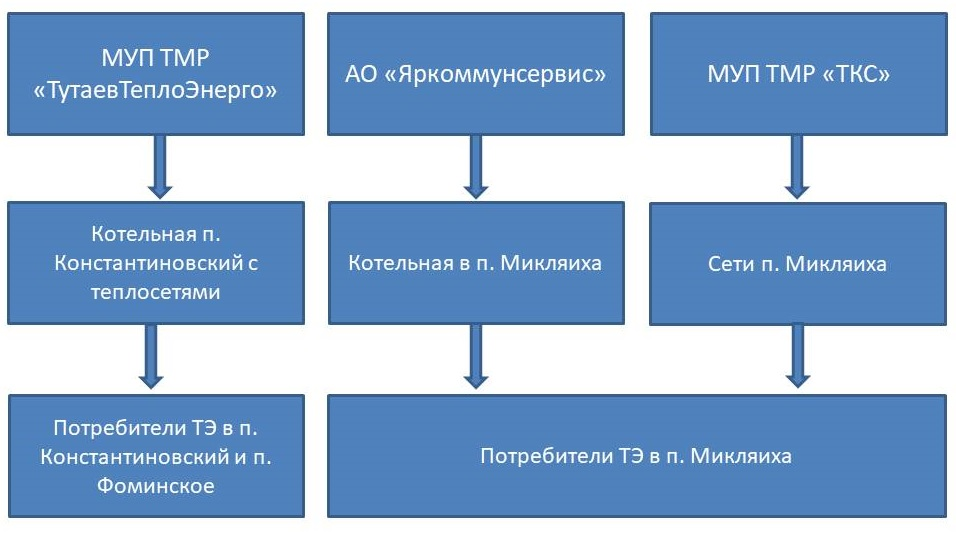 МУП ТМР
«ТутаевТеплоЭнерго»
АО «Яркоммунсервис»
МУП ТМР «ТКС»
Котельная п.
Константиновский с
теплосетями
Котельная в п. Микляиха
Сети п. Микляиха
Потребители ТЭ в п.
Константиновский и п.
Фоминское
Потребители ТЭ в п. Микляиха